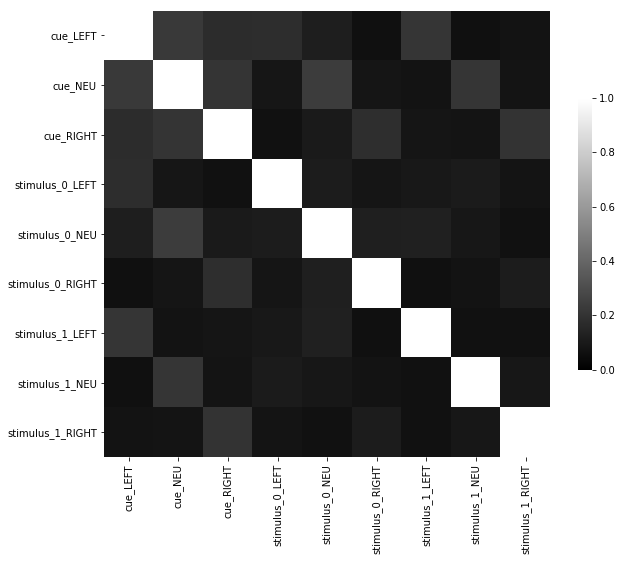 cue_LEFT
cue_NEU
cue_RIGHT
stimulus_0_LEFT
stimulus_0_NEU
stimulus_0_RIGHT
stimulus_1_LEFT
stimulus_1_NEU
stimulus_1_RIGHT
1.0
0.8
0.6
0.4
0.2
0.0
cue_LEFT
cue_NEU
cue_RIGHT
stimulus_0_LEFT
stimulus_0_NEU
stimulus_0_RIGHT
stimulus_1_LEFT
stimulus_1_NEU
stimulus_1_RIGHT